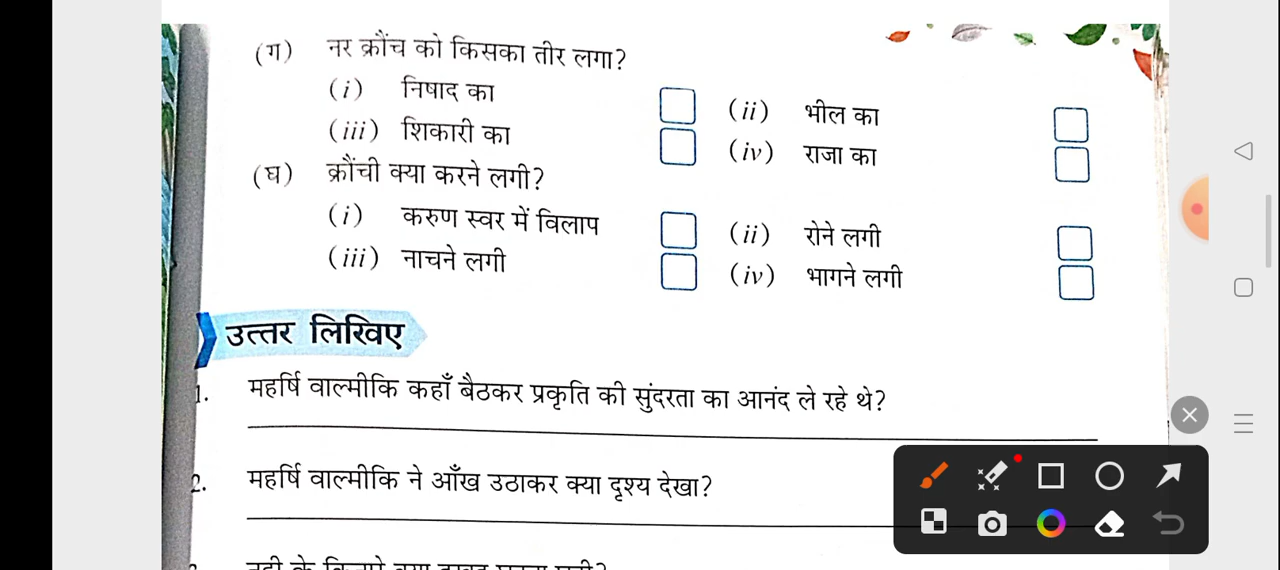 (ग) नर क्रौंच को किसका तीर लगा?
(i) निषाद का (ii) भील का
(iii) शिकारी का (iv) राजा का
(घ) क्रौंची क्या करने लगी?
(i) करुण स्वर में विलाप (ii) रोने लगी
(iii) नाचने लगी (iv) भागने लगी
उत्तर लिखिए
1. महर्षि वाल्मीकि कहाँ बैठकर प्रकृति की सुंदरता का आनंद ले रहे थे?
2. महर्षि वाल्मीकि ने आँख उठाकर क्या दृश्य देखा?